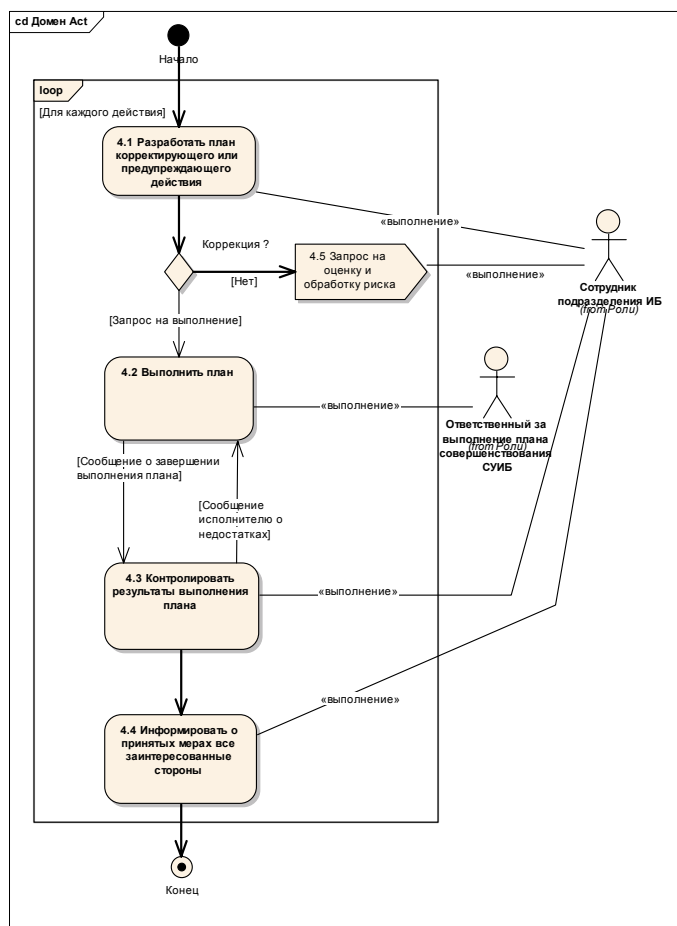 cd Домен Act
Начало
loop
[Для каждого действия]
4.1 Разработать план
корректирующего или
предупреждающего
действия
«выполнение»
Коррекция ?
4.5 Запрос на
оценку и
обработку риска
[Нет]
«выполнение»
Сотрудник
подразделения ИБ
(from Роли)
[Запрос на выполнение]
4.2 Выполнить план
«выполнение»
Ответственный за
выполнение плана
(from Роли)
совершенствования
СУИБ
[Сообщение о завершении
выполнения плана]
[Сообщение
исполнителю о
недостатках]
4.3 Контролировать
результаты выполнения
плана
«выполнение»
«выполнение»
4.4 Информировать о
принятых мерах все
заинтересованные
стороны
Конец